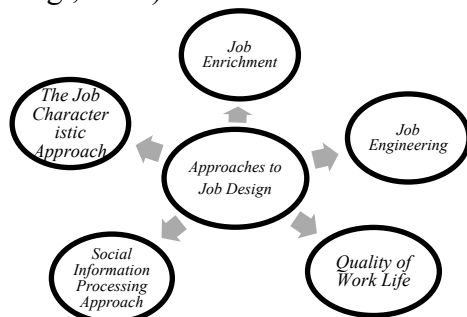 Job
Enrichment
The Job
Character
istic
Approach
Job
Engineering
Approaches to
Job Design
Social
Information
Processing
Approach
Quality of
Work Life